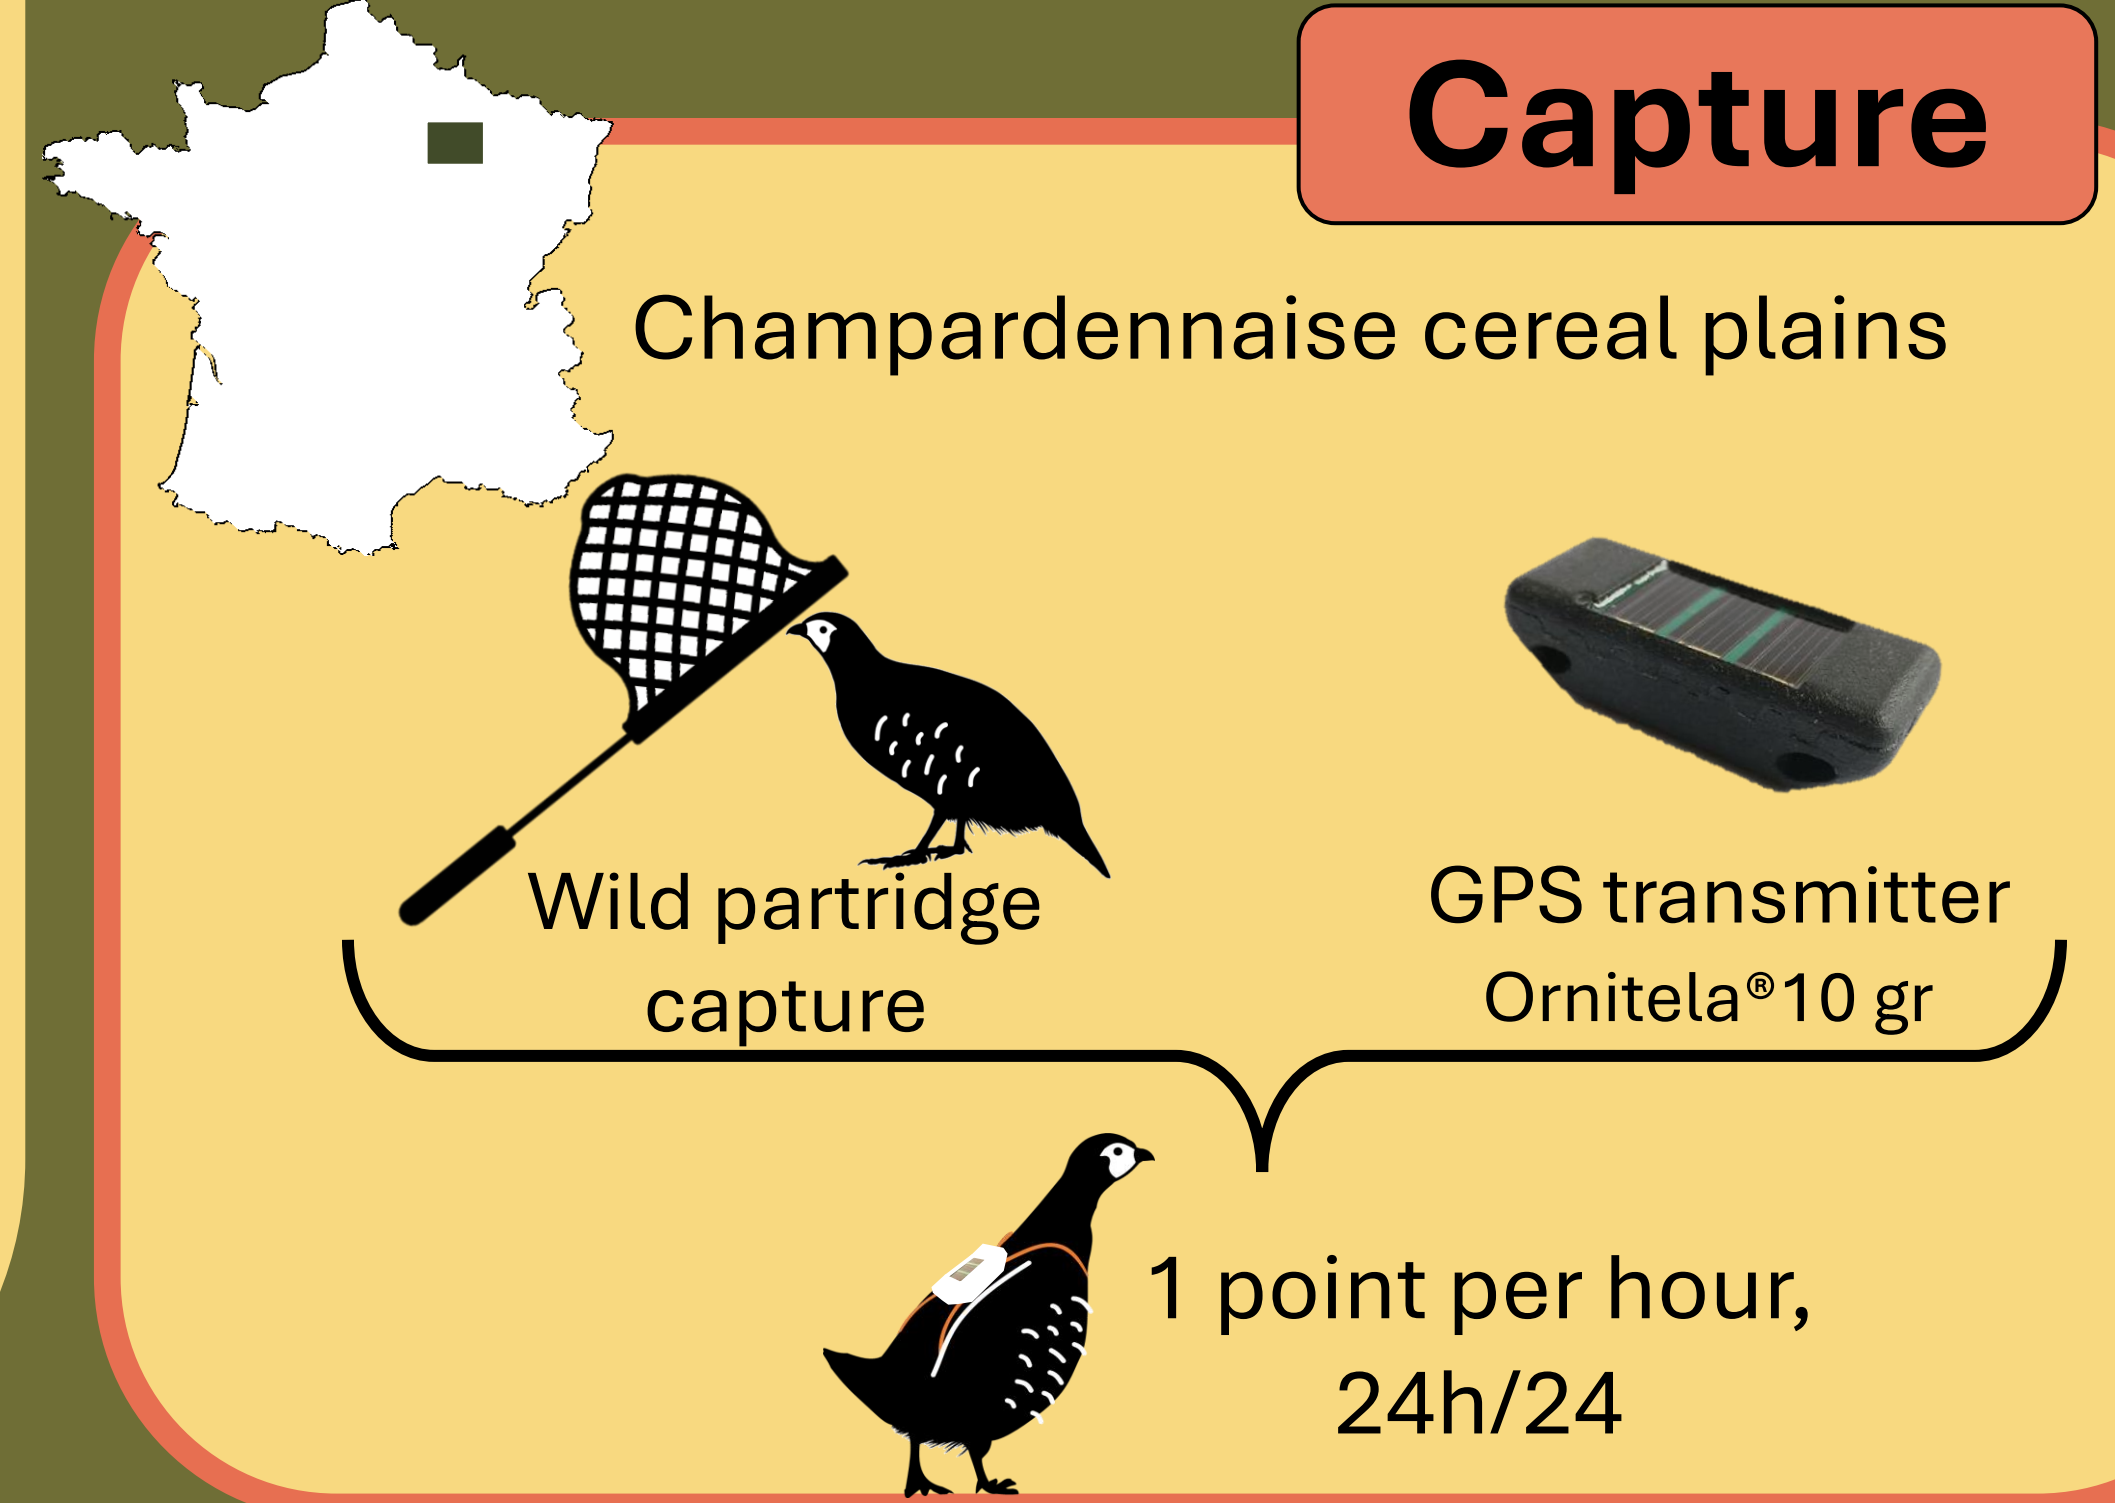 Capture
Champardennaise cereal plains
Wild partridge
capture
GPS transmitter
Ornitela®10 gr
1 point per hour,
24h/24